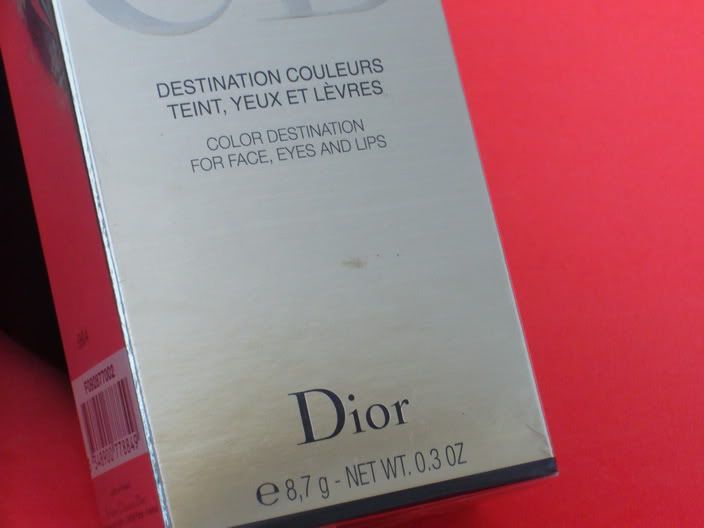 DESTINATION COULEURS
TEINT, YEUX ET LÈVRES
COLOR DESTINATION
FOR FACE, EYES AND LIPS
Dior
e 8,7 g - NET WT. 0.3 OZ
F092877002